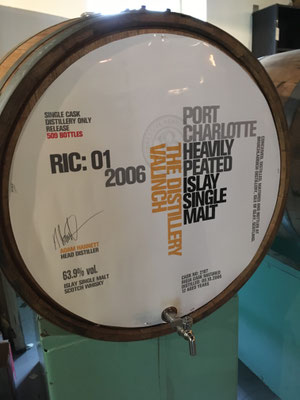 SINGLE CASK
DISTILLERY ONLY
RELEASE
509 BOTTLES
RIC: 01
2006
ADAM HANNETT
HEAD DISTILLER
63.9% vol.
ISLAY SINGLE MALT
SCOTCH WHISKY
THE DISTILLERY
VALINCH
PORT
CHARLOTTE
HEAVILY
PEATED
ISLAY
SINGLE
MALT